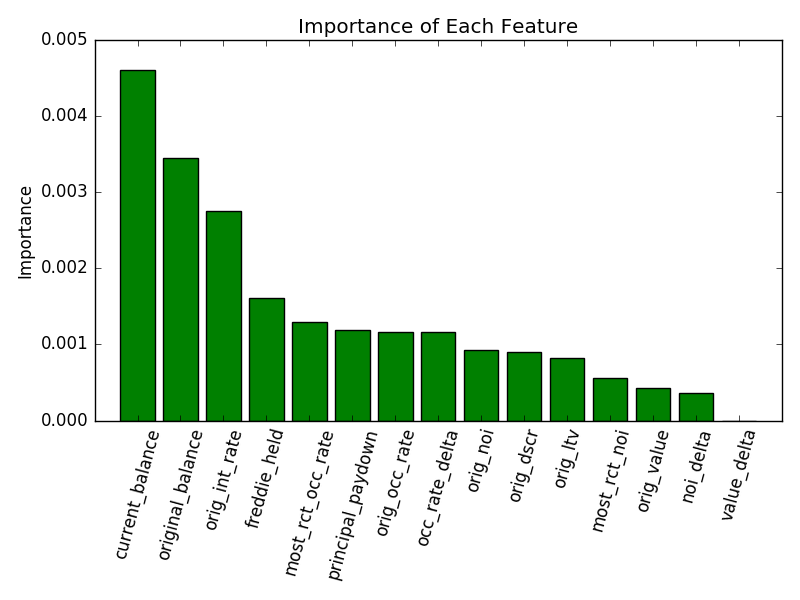 Importance of Each Feature
0.005
0.004
0.003
0.002
0.001
0.000
Importance
current_balance
original_balance
orig_int_rate
freddie_held
most_rct_occ_rate
principal_paydown
orig_occ_rate
occ_rate_delta
orig_noi
orig_dscr
orig_ltv
most_rct_noi
orig_value
noi_delta
value_delta